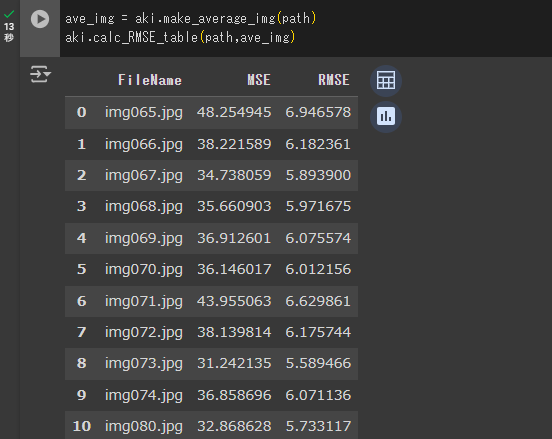 13
秒
ave_img = aki.make_average_img(path)
aki.calc_RMSE_table(path,ave_img)
FileName MSE RMSE
0 img065.jpg 48.254945 6.946578
1 img066.jpg 38.221589 6.182361
2 img067.jpg 34.738059 5.893900
3 img068.jpg 35.660903 5.971675
4 img069.jpg 36.912601 6.075574
5 img070.jpg 36.146017 6.012156
6 img071.jpg 43.955063 6.629861
7 img072.jpg 38.139814 6.175744
8 img073.jpg 31.242135 5.589466
9 img074.jpg 36.858696 6.071136
10 img080.jpg 32.868628 5.733117